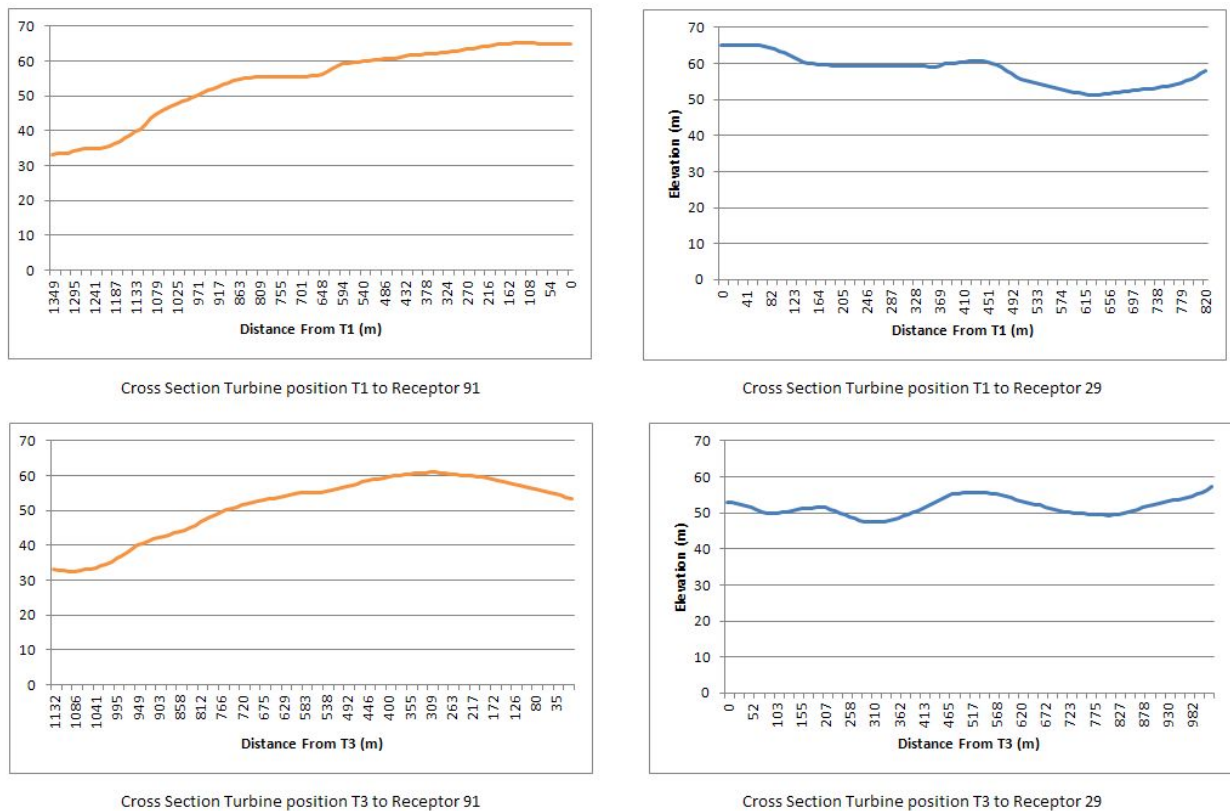 70
60
50
40
30
20
10
0
1349 1295 1241 1187 1133 1079 1025 971 917 863 809 755 701 648 594 540 486 432 378 324 270 216 162 108 54 0
Distance From T1 (m)
Cross Section Turbine position T1 to Receptor 91
Elevation (m)
70
60
50
40
30
20
10
0
0 41 82 123 164 205 246 287 328 369 410 451 492 533 574 615 656 697 738 779 820
Distance From T1 (m)
Cross Section Turbine position T1 to Receptor 29
70
60
50
40
30
20
10
0
1132 1086 1041 995 949 903 858 812 766 720 675 629 583 538 492 446 400 355 309 263 217 172 126 80 35
Distance From T3 (m)
Cross Section Turbine position T3 to Receptor 91
Elevation (m)
70
60
50
40
30
20
10
0
0 52 103 155 207 258 310 362 413 465 517 568 620 672 723 775 827 878 930 982
Distance From T3 (m)
Cross Section Turbine position T3 to Receptor 29